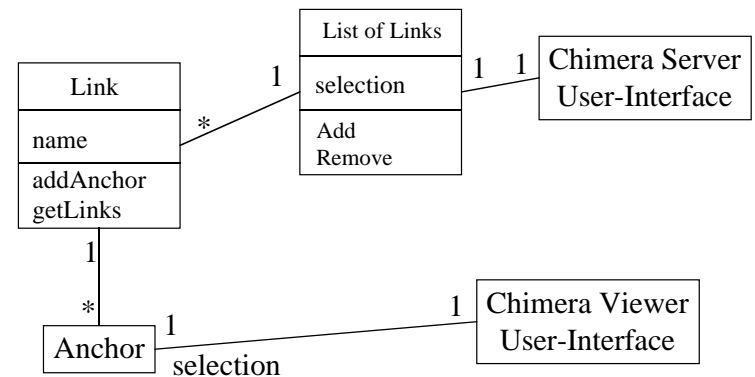 List of Links
selection
Add
Remove
1
1
1
Chimera Server
User-Interface
Link
name
addAnchor
getLinks
*
1
*
Anchor
1
selection
1
Chimera Viewer
User-Interface